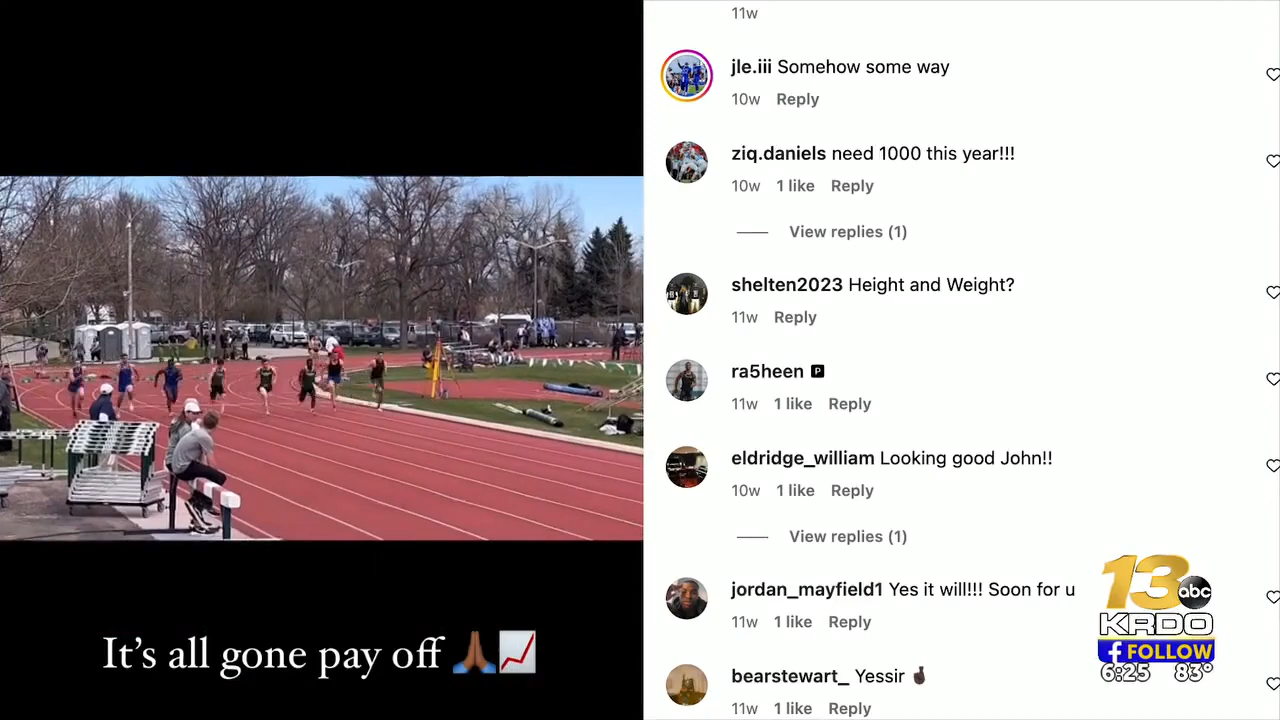 It's all gone pay off 🙏🏾📈
11w
jle.iii Somehow some way
10w Reply
ziq.daniels need 1000 this year!!!
10w 1 like Reply
View replies (1)
shelten2023 Height and Weight?
11w Reply
ra5heen 🅿
11w 1 like Reply
eldridge_william Looking good John!!
10w 1 like Reply
View replies (1)
jordan_mayfield1 Yes it will!!! Soon for u
11w 1 like Reply
bearstewart_ Yessir 🤞🏿
11w 1 like Reply
13 abc
KRDO
f FOLLOW
6:25 83°